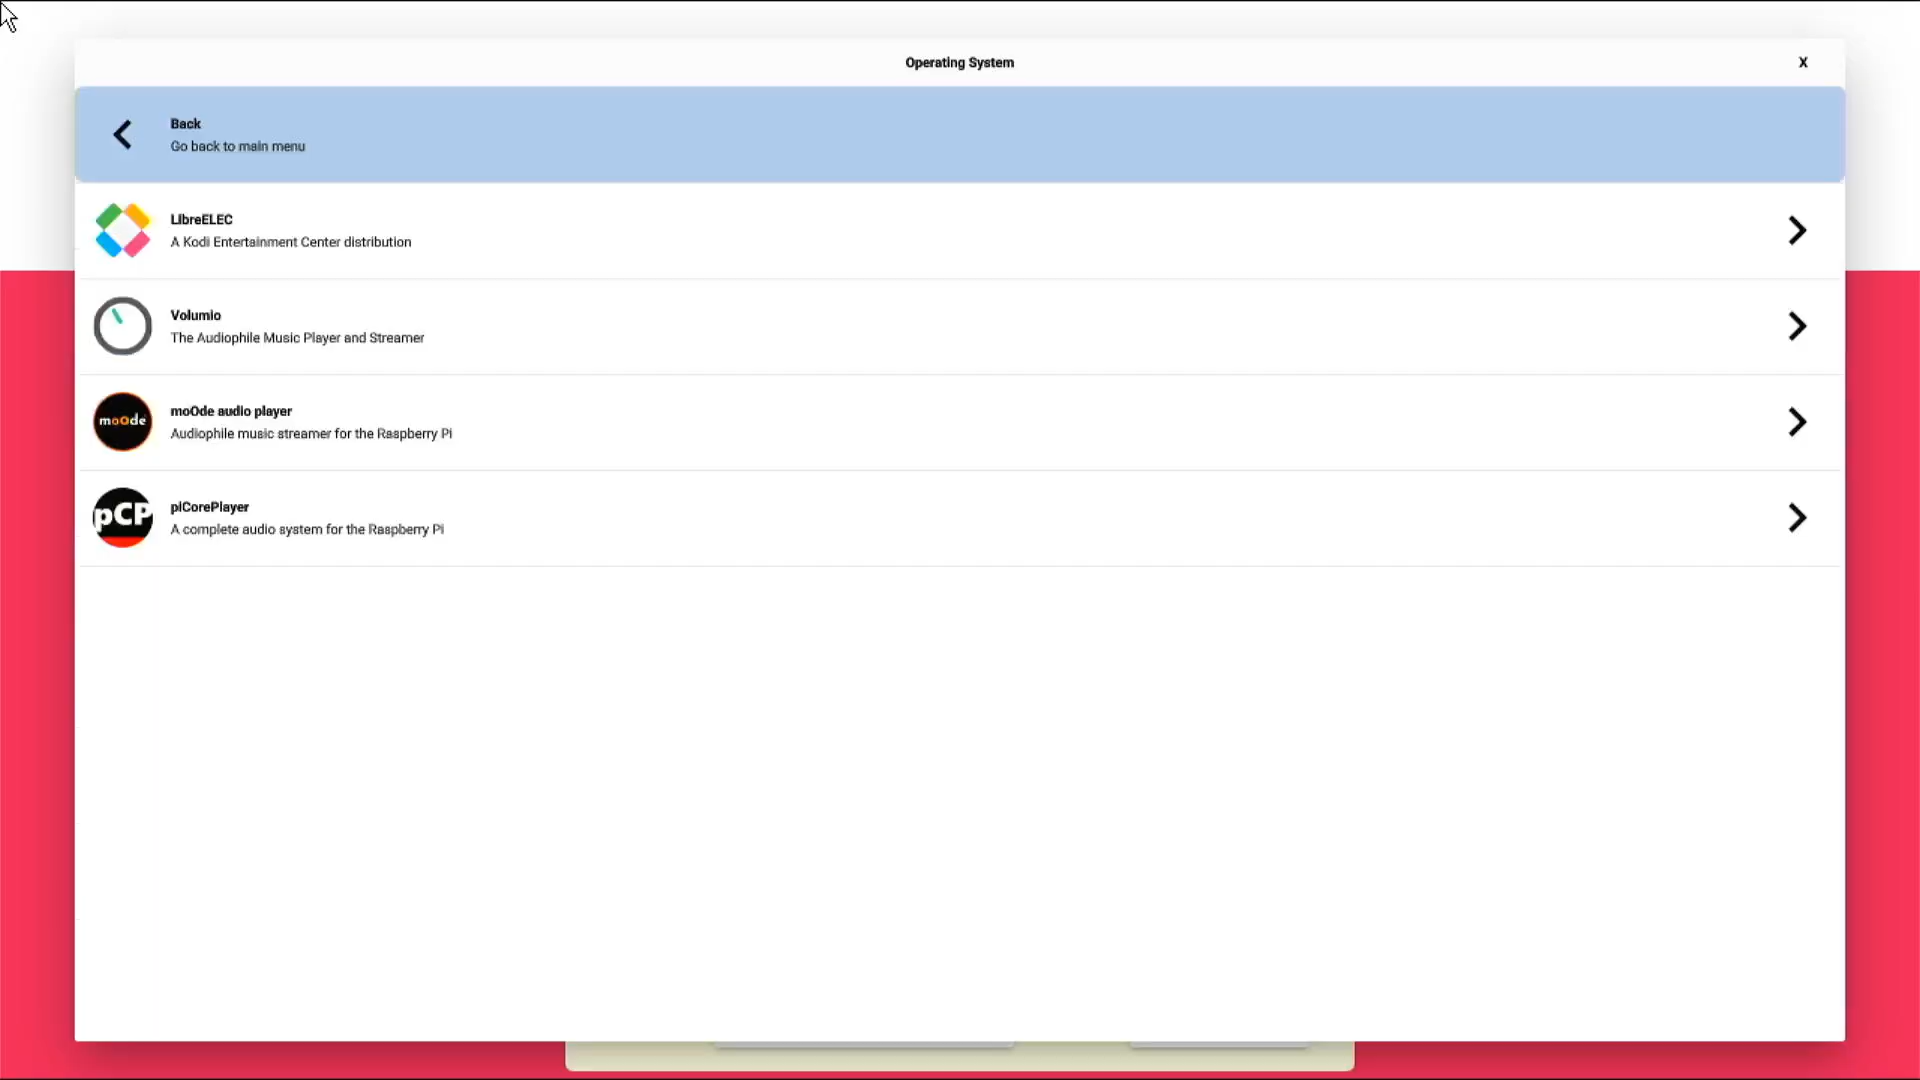 Operating System
X
Back
Go back to main menu
LibreELEC
A Kodi Entertainment Center distribution
Volumio
The Audiophile Music Player and Streamer
moOde
moOde audio player
Audiophile music streamer for the Raspberry Pi
pCP
piCorePlayer
A complete audio system for the Raspberry Pi